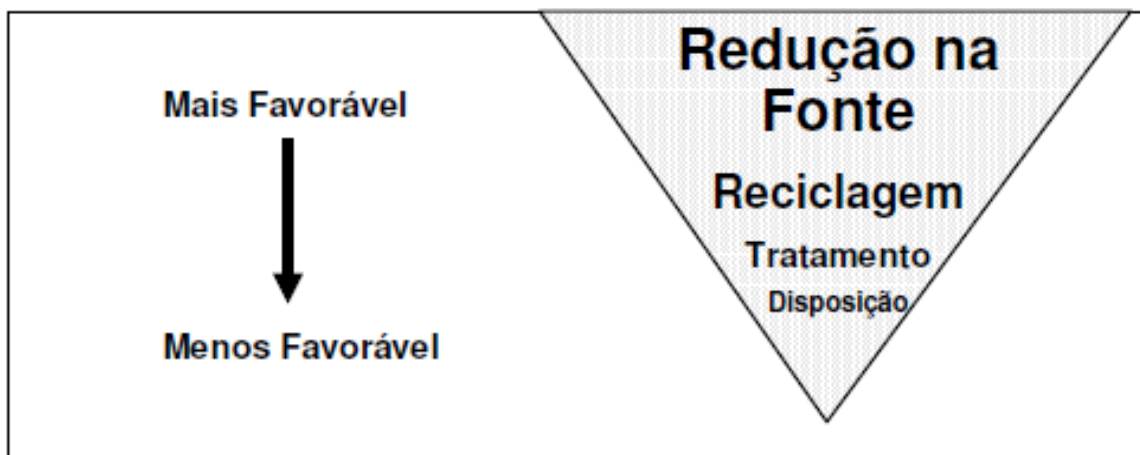 Mais Favorável
Menos Favorável
Redução na
Fonte
Reciclagem
Tratamento
Disposição